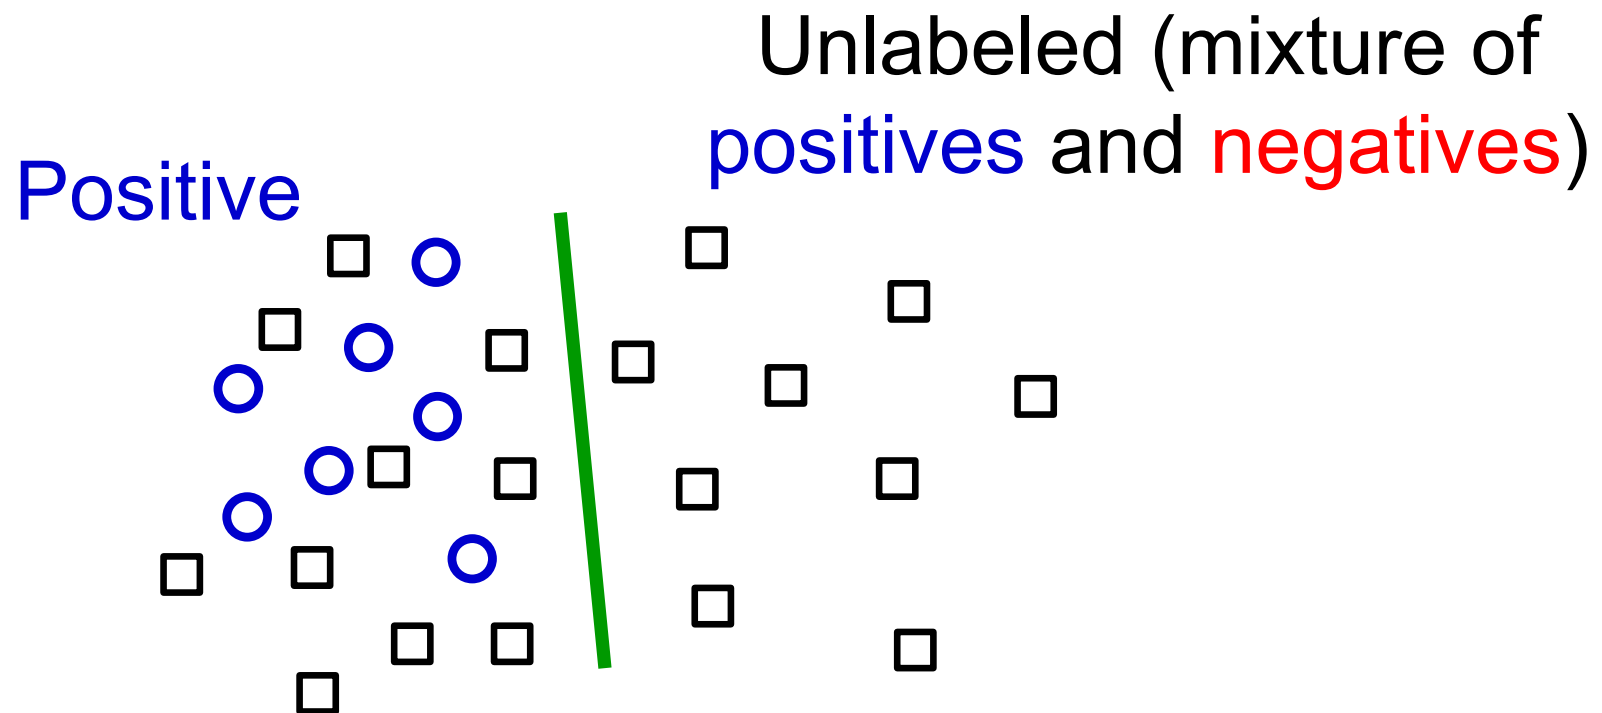 Unlabeled (mixture of
positives and negatives)
Positive